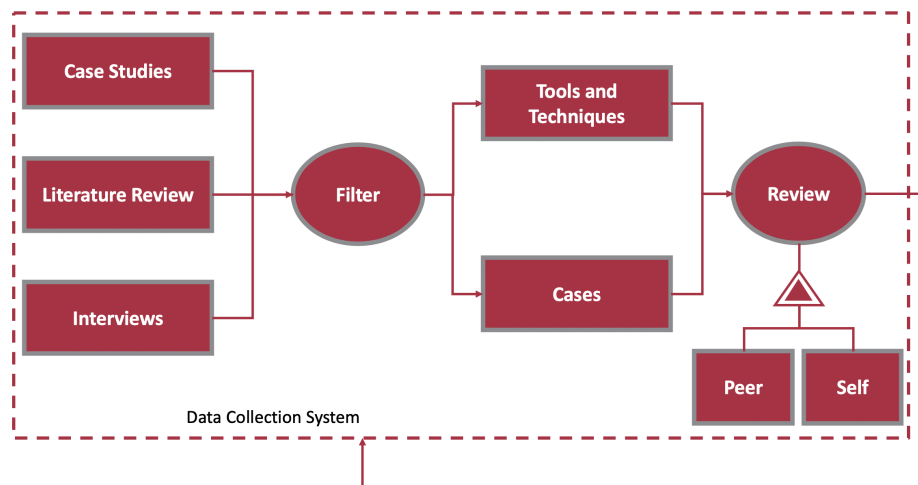 Case Studies
Literature Review
Interviews
Filter
Tools and
Techniques
Cases
Review
Peer
Self
Data Collection System